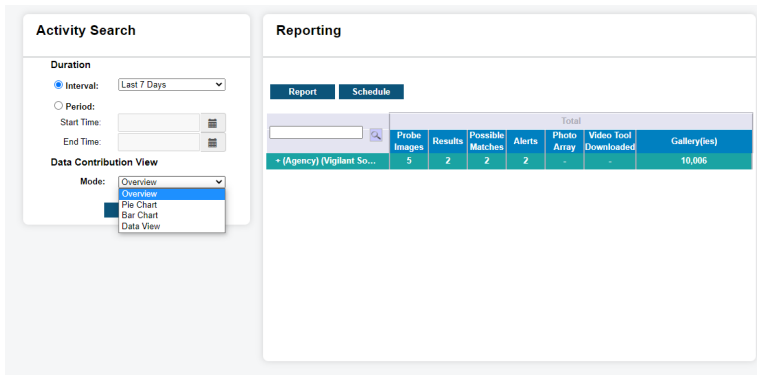 Activity Search
Duration
Interval: Last 7 Days
Period:
Start Time:
End Time:
Data Contribution View
Mode: Overview
Overview
Pie Chart
Bar Chart
Data View
Reporting
Report Schedule
Total
Probe Images Results Possible Matches Alerts Photo Array Video Tool Downloaded Gallery(ies)
+ (Agency) (Vigilant So... 5 2 2 2 - - 10,006